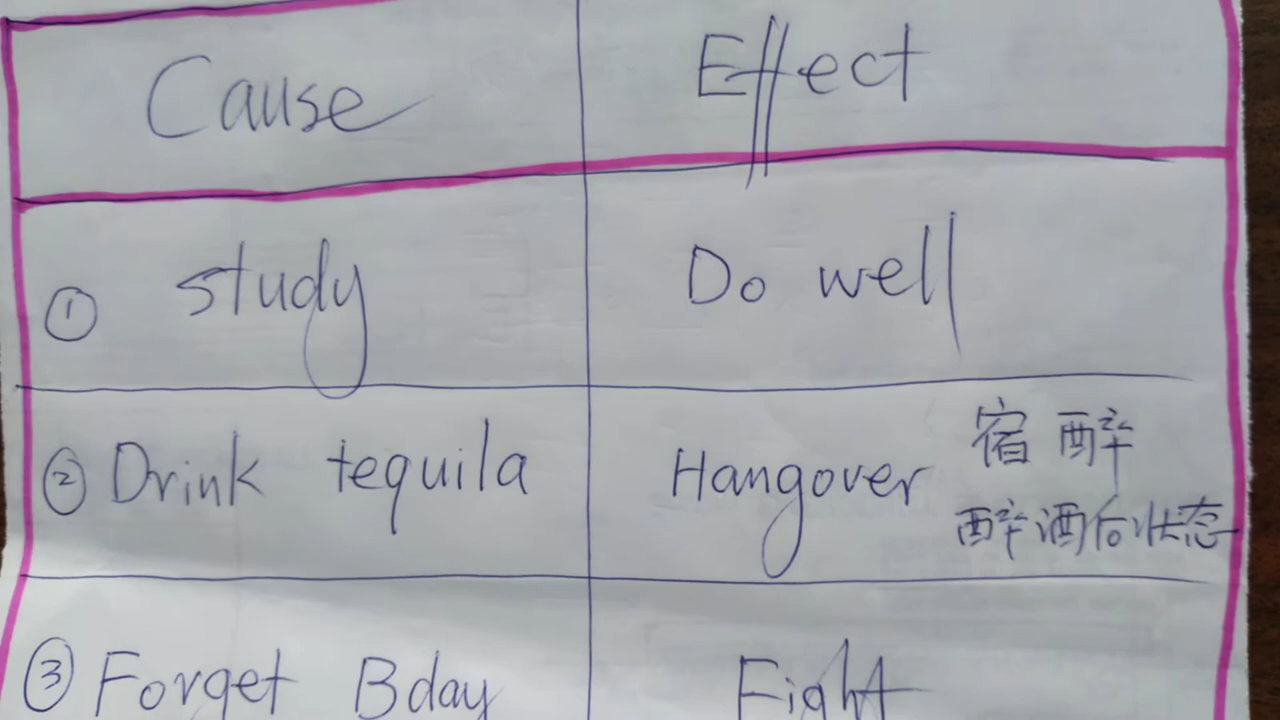 Cause Effect
① study Do well
② Drink tequila Hangover 宿醉
醉酒后状态
③ Forget Bday Fight